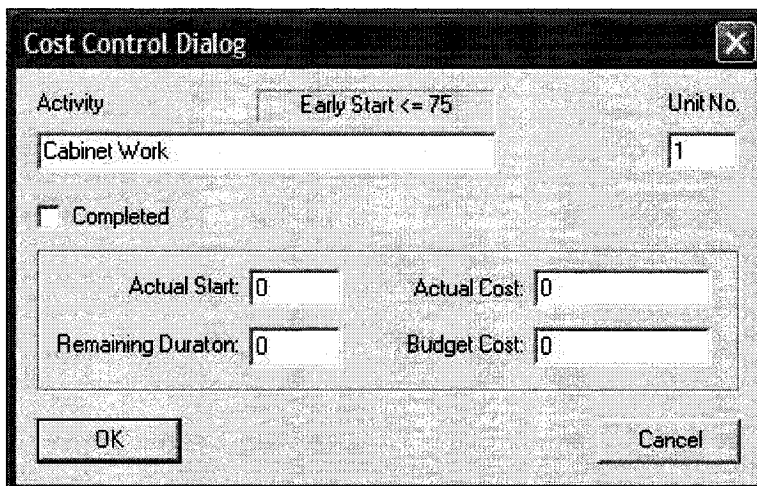 Cost Control Dialog
Activity
Early Start <= 75
Unit No.
Cabinet Work
1
Completed
Actual Start: 0
Actual Cost: 0
Remaining Duraton: 0
Budget Cost: 0
OK
Cancel